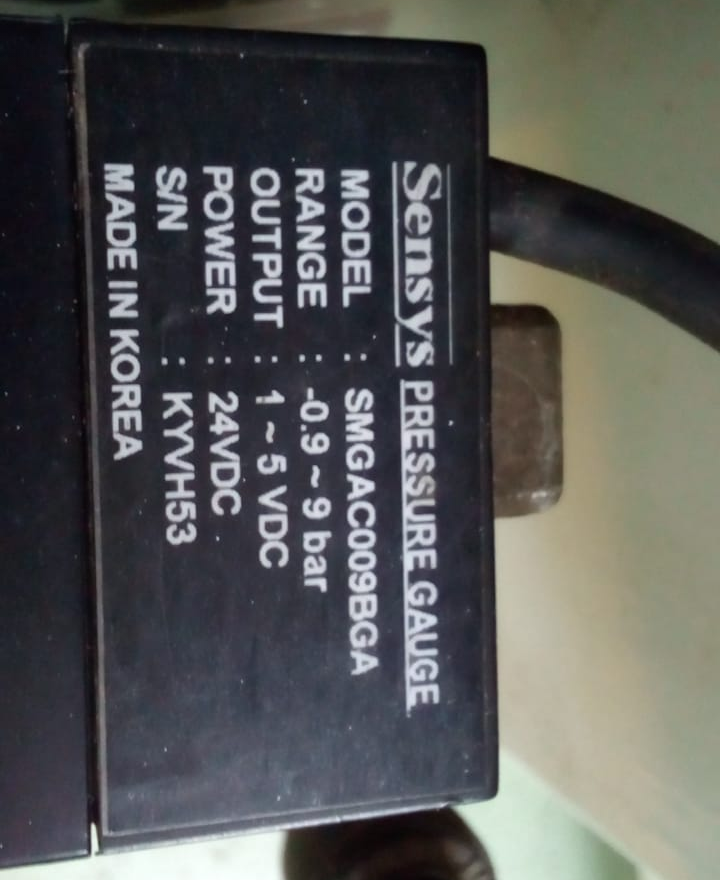 Sensys PRESSURE GAUGE
MODEL : SMGAC009BGA
RANGE : -0.9 ~ 9 bar
OUTPUT : 1 ~ 5 VDC
POWER : 24VDC
S/N : KYVH53
MADE IN KOREA